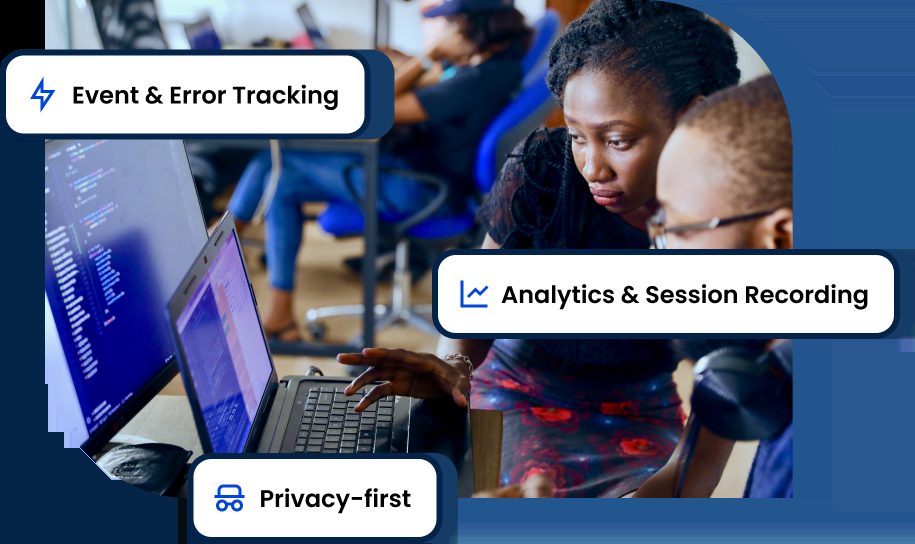 Event & Error Tracking
Analytics & Session Recording
Privacy-first